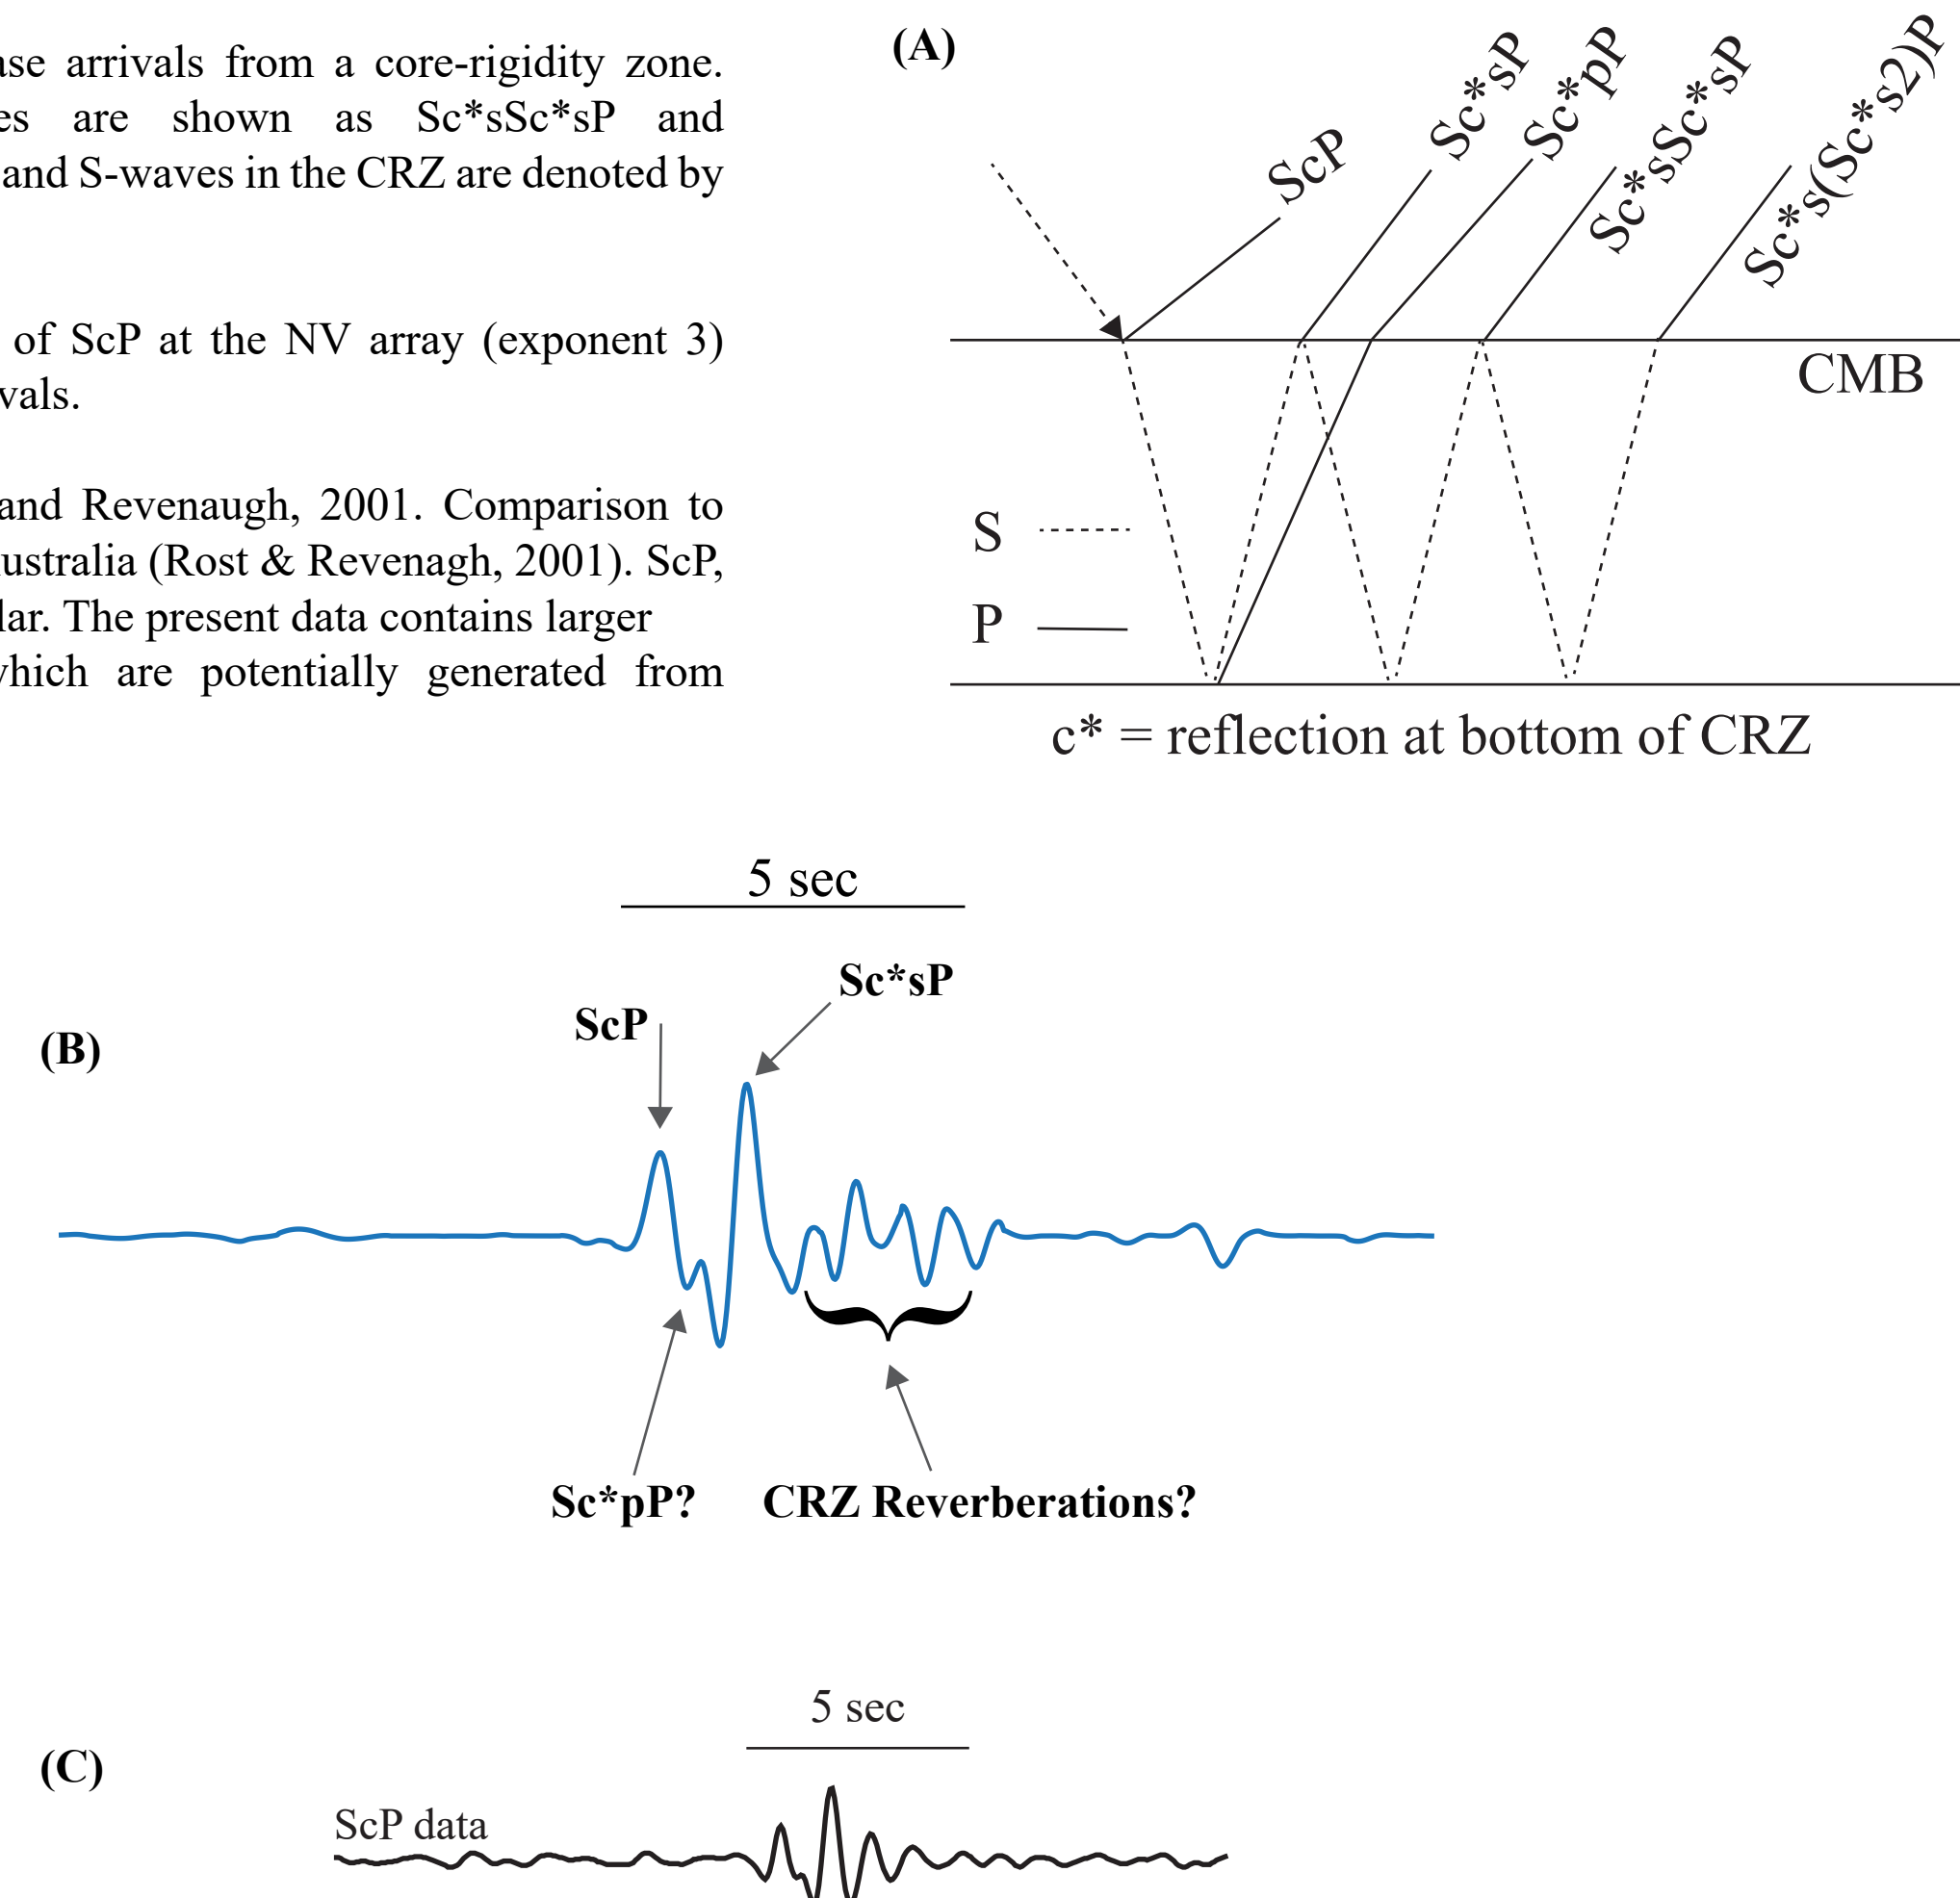 ase arrivals from a core-rigidity zone.
es are shown as Sc*sSc*sP and
and S-waves in the CRZ are denoted by
of ScP at the NV array (exponent 3)
vals.
and Revenaugh, 2001. Comparison to
ustralia (Rost & Revenagh, 2001). ScP,
lar. The present data contains larger
which are potentially generated from
(A)
ScP
Sc*sP
Sc*pP
Sc*sSc*sP
Sc*s(Sc*s2)P
CMB
S
P
c* = reflection at bottom of CRZ
5 sec
(B)
ScP
Sc*sP
Sc*pP?
CRZ Reverberations?
5 sec
(C)
ScP data